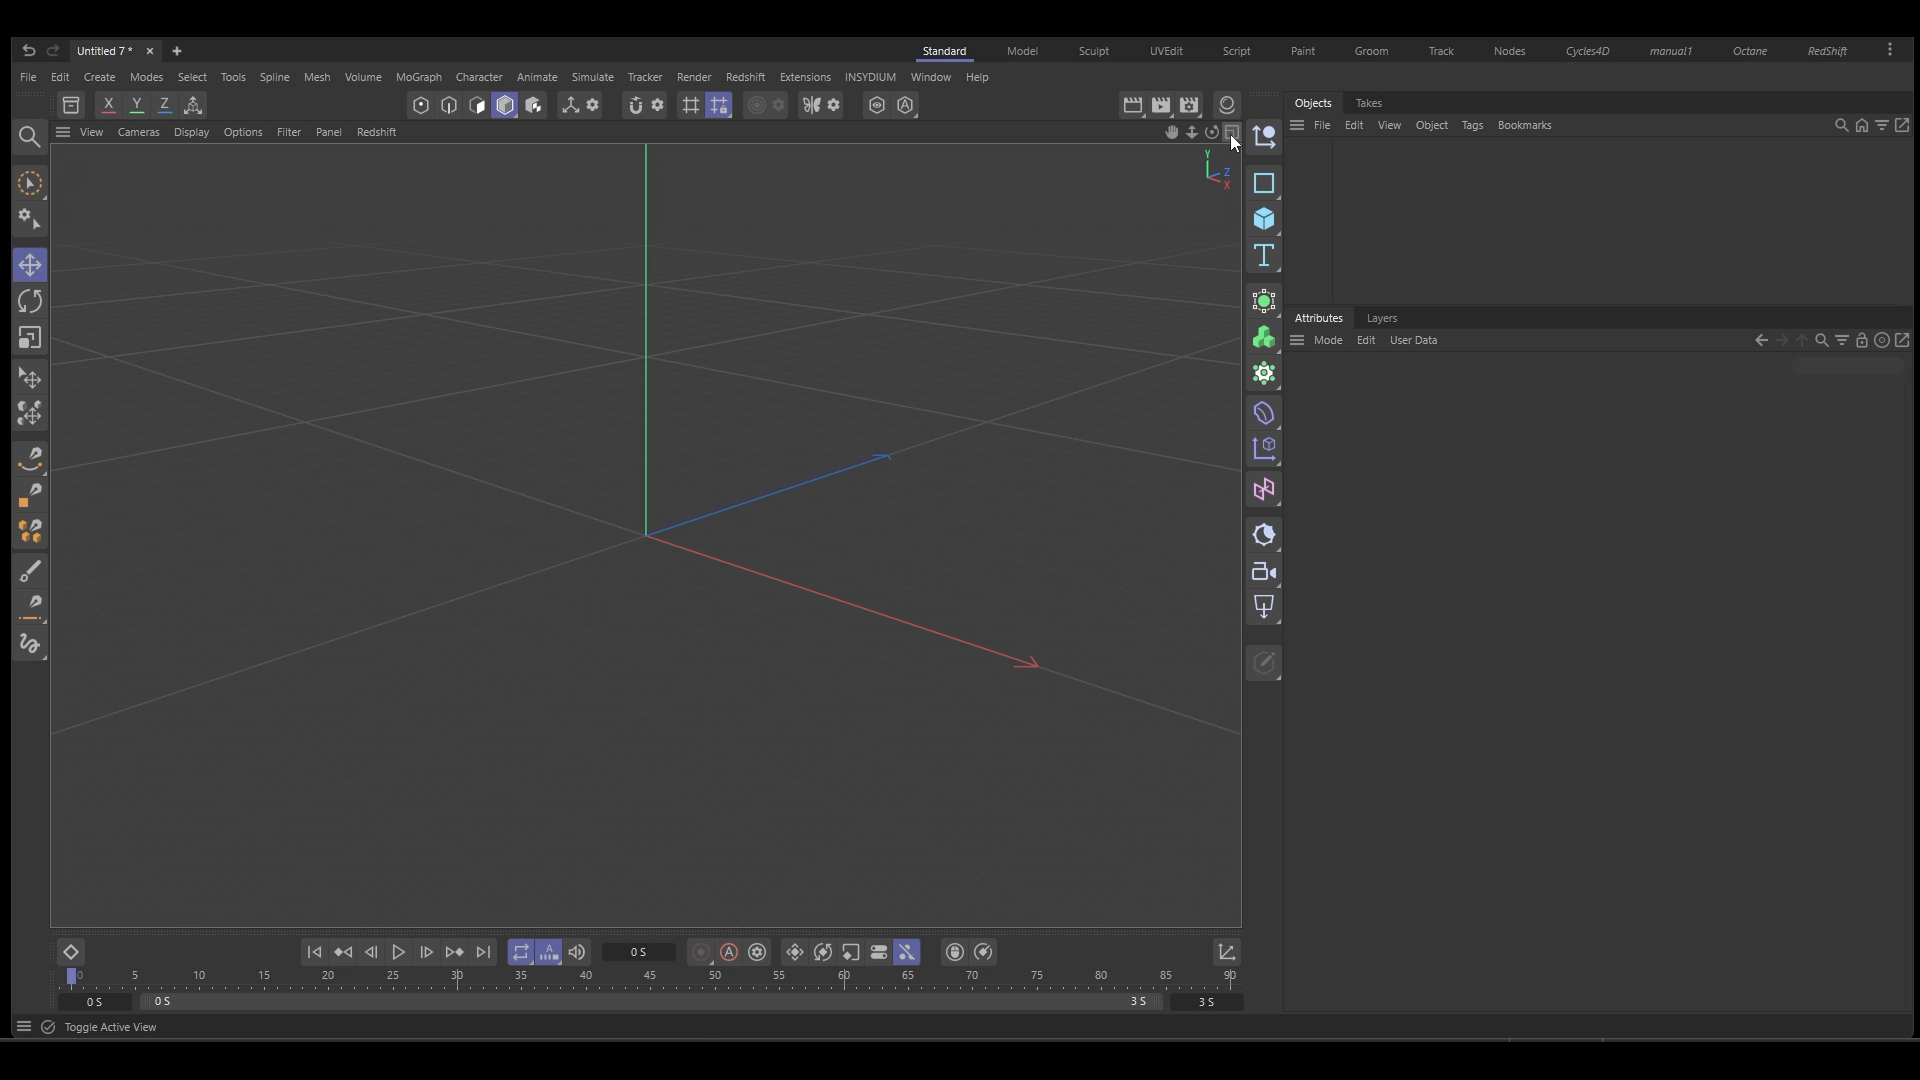 Untitled 7 *
Standard Model Sculpt UVEdit Script Paint Groom Track Nodes Cycles4D manual1 Octane RedShift
File Edit Create Modes Select Tools Spline Mesh Volume MoGraph Character Animate Simulate Tracker Render Redshift Extensions INSYDIUM Window Help
X Y Z
Objects Takes
File Edit View Object Tags Bookmarks
View Cameras Display Options Filter Panel Redshift
Y
Z
X
Attributes Layers
Mode Edit User Data
0 S
0 5 10 15 20 25 30 35 40 45 50 55 60 65 70 75 80 85 90
0 S 0 S 3 S 3 S
Toggle Active View